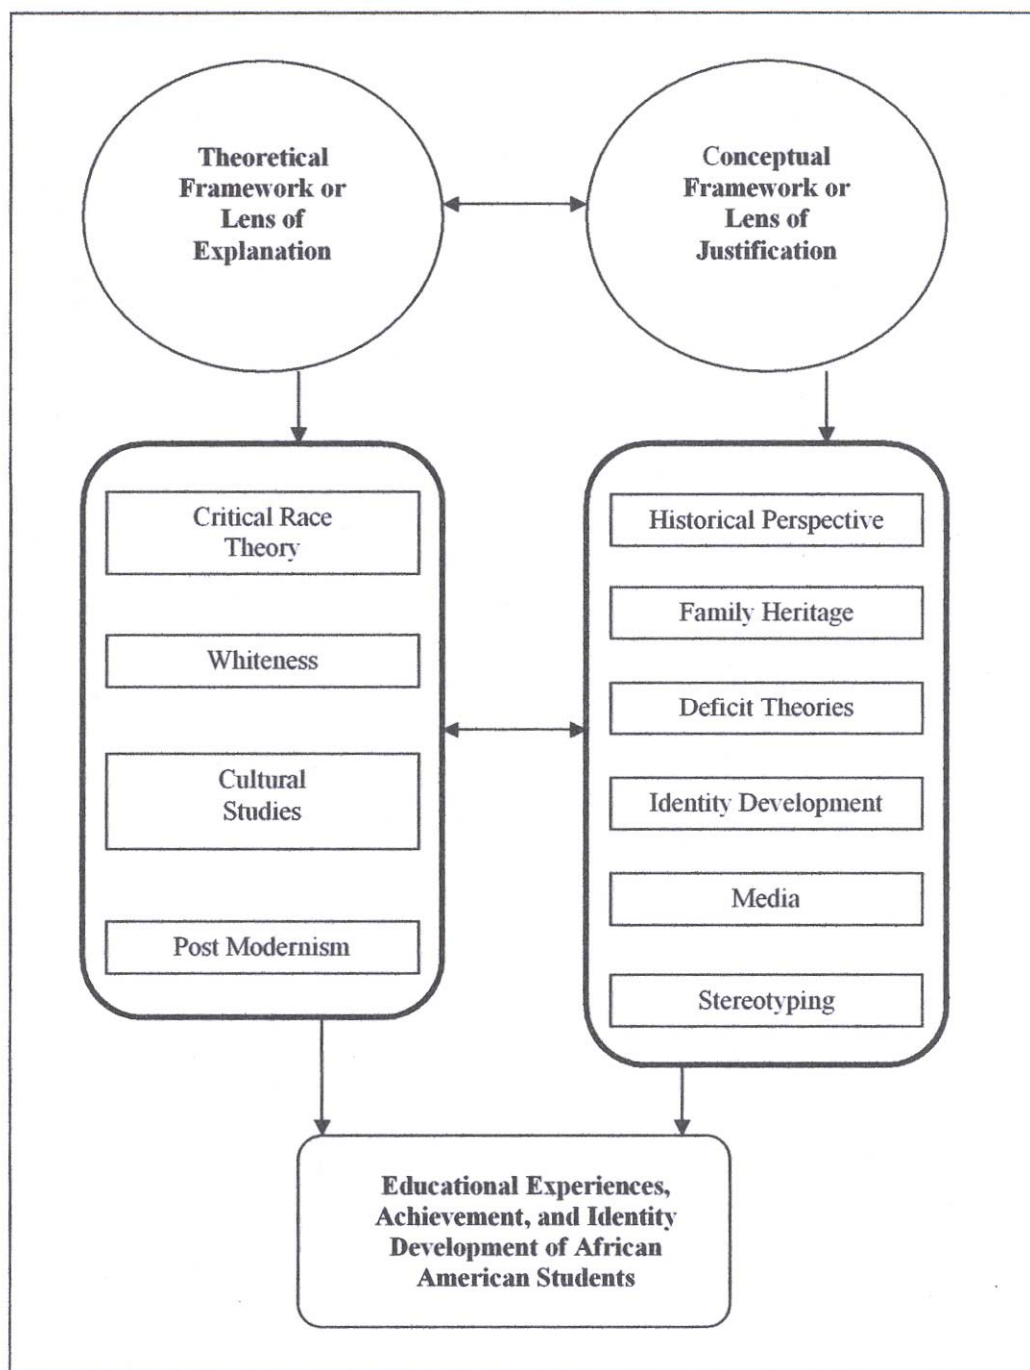 Theoretical
Framework or
Lens of
Explanation
Conceptual
Framework or
Lens of
Justification
Critical Race
Theory
Whiteness
Cultural
Studies
Post Modernism
Historical Perspective
Family Heritage
Deficit Theories
Identity Development
Media
Stereotyping
Educational Experiences,
Achievement, and Identity
Development of African
American Students